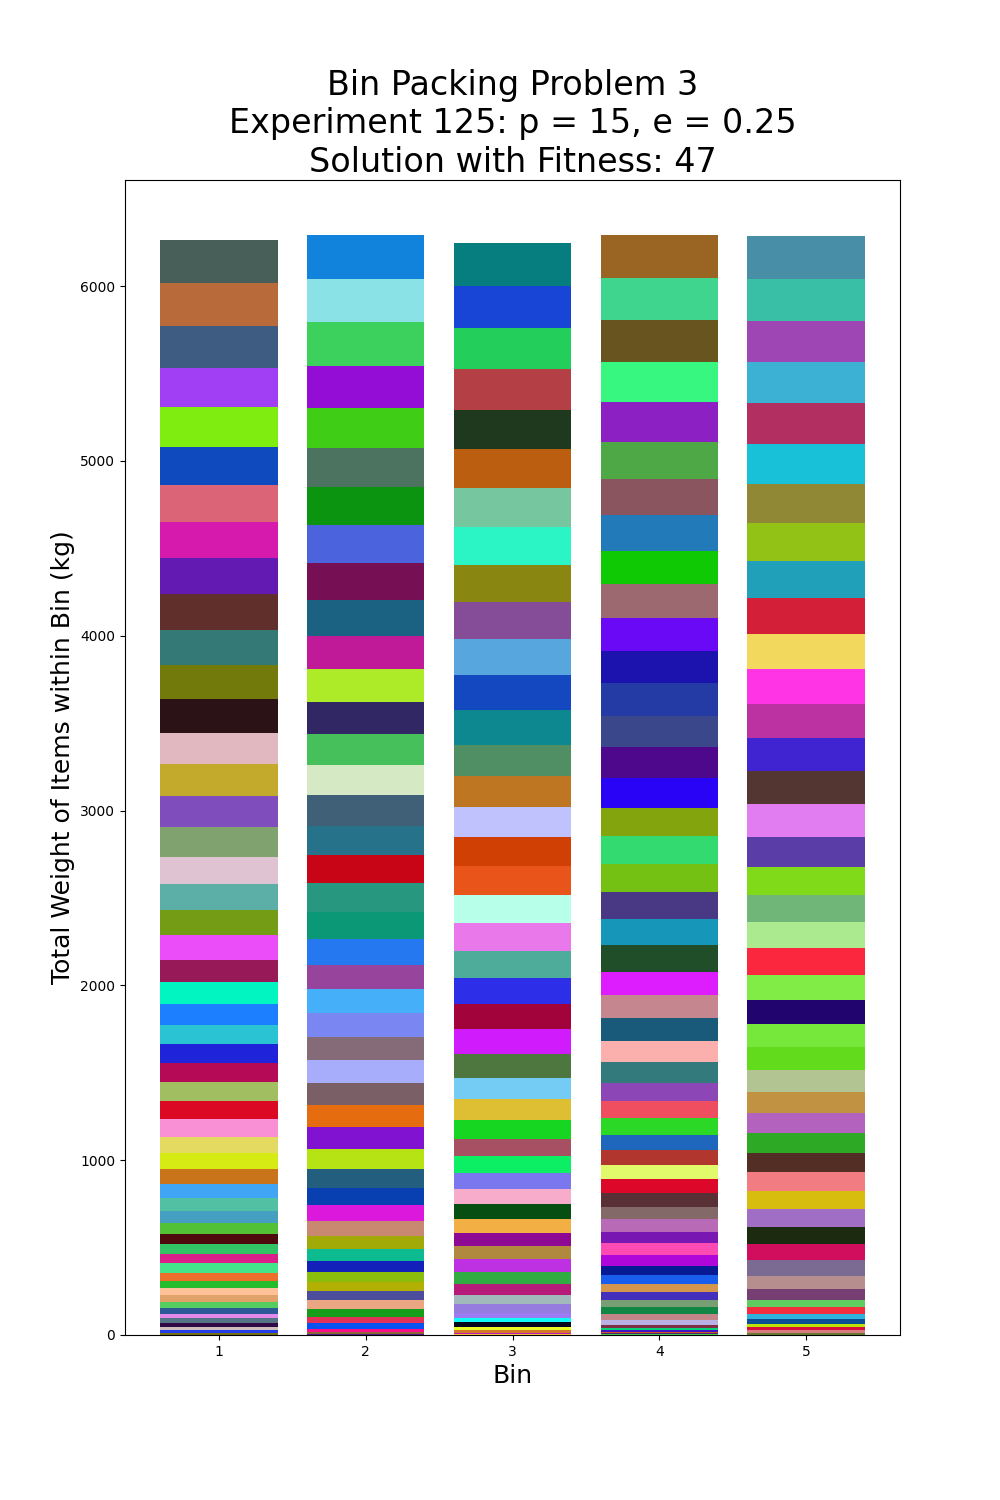 Bin Packing Problem 3
Experiment 125: p = 15, e = 0.25
Solution with Fitness: 47
Total Weight of Items within Bin (kg)
6000
5000
4000
3000
2000
1000
0
1 2 3 4 5
Bin